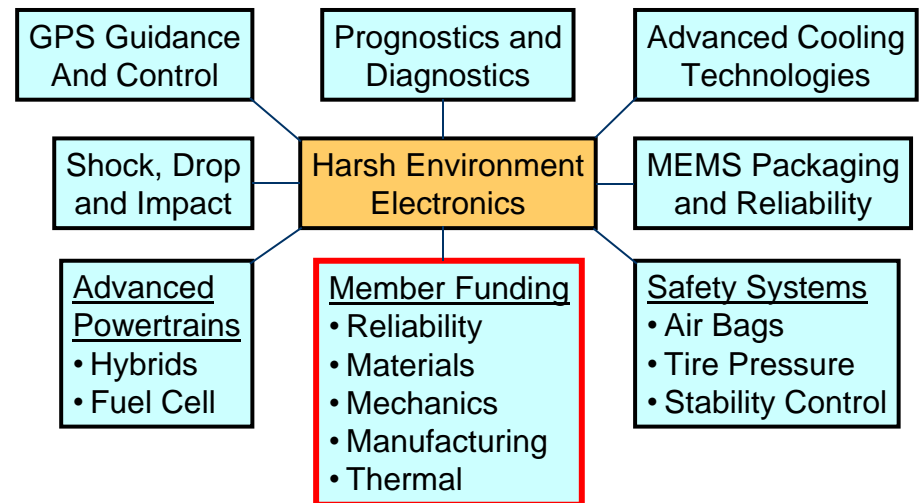 GPS Guidance
And Control
Prognostics and
Diagnostics
Advanced Cooling
Technologies
Shock, Drop
and Impact
Harsh Environment
Electronics
MEMS Packaging
and Reliability
Advanced
Powertrains
• Hybrids
• Fuel Cell
Member Funding
• Reliability
• Materials
• Mechanics
• Manufacturing
• Thermal
Safety Systems
• Air Bags
• Tire Pressure
• Stability Control